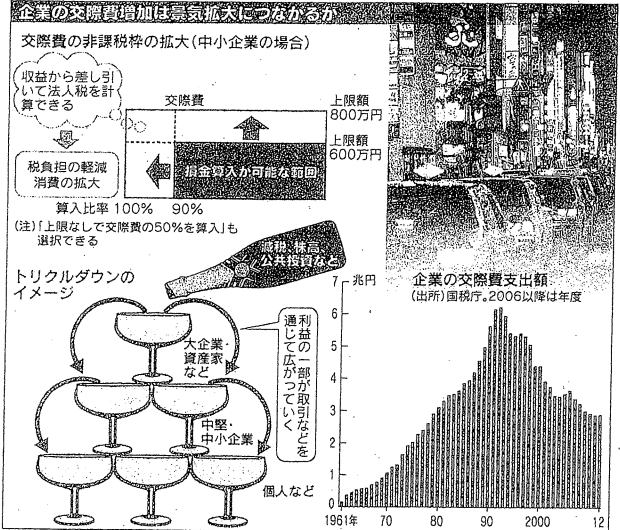 企業の交際費増加は景気拡大につながるか
交際費の非課税枠の拡大(中小企業の場合)
収益から差し引
いて法人税を計
算できる
税負担の軽減
消費の拡大
交際費
上限額
800万円
上限額
600万円
損金算入が可能な範囲
算入比率 100% 90%
(注)「上限なしで交際費の50%を算入」も
選択できる
トリクルダウンの
イメージ
減税、株高、
公共投資など
大企業・
資産家
など
中堅・
中小企業
個人など
利益の一部が取引などを
通じて広がっていく
企業の交際費支出額
(出所)国税庁。2006以降は年度
7 兆円
6
5
4
3
2
1
0
1961年 70 80 90 2000 12